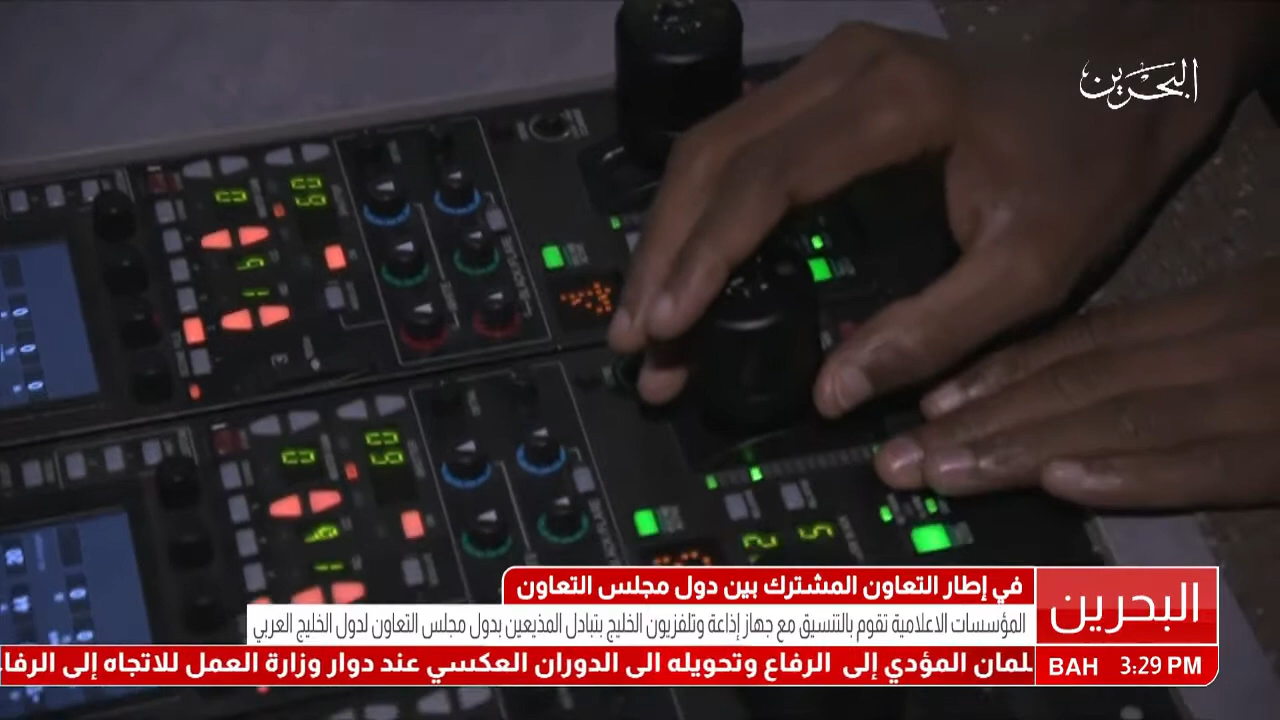 البحرين
في إطار التعاون المشترك بين دول مجلس التعاون
المؤسسات الاعلامية تقوم بالتنسيق مع جهاز إذاعة وتلفزيون الخليج بتبادل المذيعين بدول مجلس التعاون لدول الخليج العربي
البحرين
لمان المؤدي إلى الرفاع وتحويله الى الدوران العكسي عند دوار وزارة العمل للاتجاه إلى الرفا
BAH 3:29 PM